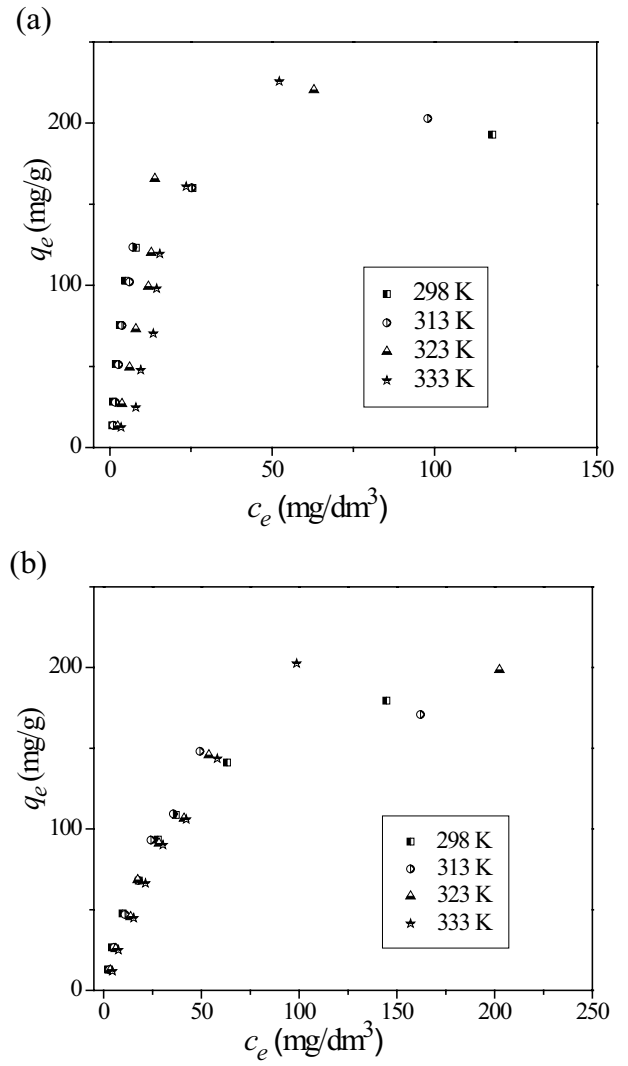 (a)
200
100
0
q_e (mg/g)
298 K
313 K
323 K
333 K
0 50 100 150
c_e (mg/dm³)
(b)
200
100
0
q_e (mg/g)
298 K
313 K
323 K
333 K
0 50 100 150 200 250
c_e (mg/dm³)